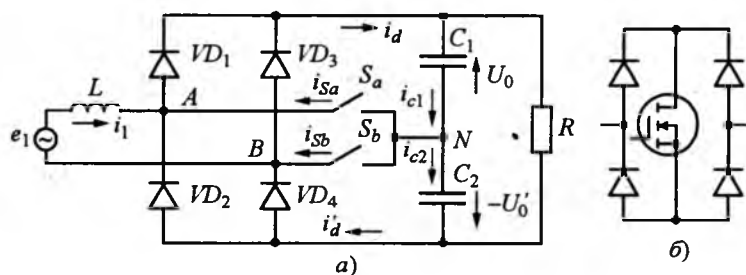 VD₁
VD₃
i_d
C₁
U₀
L
A
i_Sa
S_a
i_c1
e₁
i₁
i_Sb
S_b
N
R
B
i_c2
C₂
VD₂
VD₄
−U₀′
i_d′
а)
б)